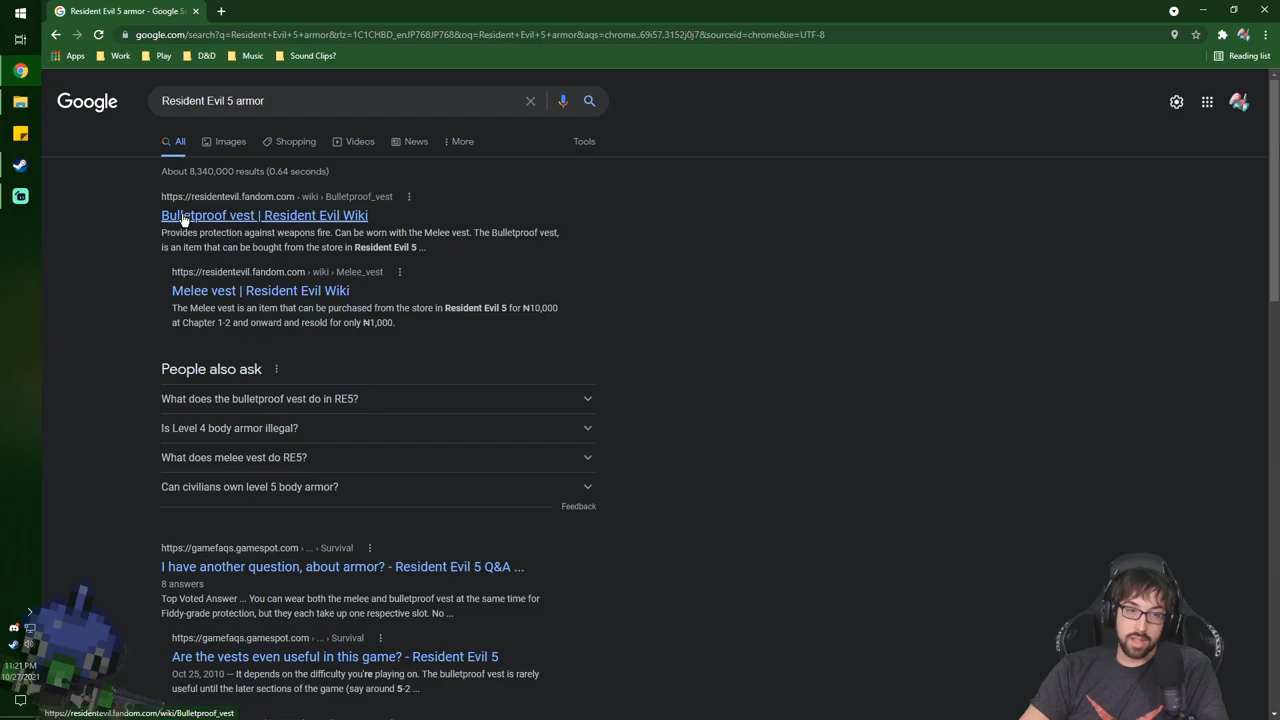 Resident Evil 5 armor - Google S
google.com/search?q=Resident+Evil+5+armor&rlz=1C1CHBD_enJP768JP768&oq=Resident+Evil+5+armor&aqs=chrome..69i57.3152j0j7&sourceid=chrome&ie=UTF-8
Apps Work Play D&D Music Sound Clips? Reading list
Google Resident Evil 5 armor
All Images Shopping Videos News More Tools
About 8,340,000 results (0.64 seconds)
https://residentevil.fandom.com › wiki › Bulletproof_vest
Bulletproof vest | Resident Evil Wiki
Provides protection against weapons fire. Can be worn with the Melee vest. The Bulletproof vest,
is an item that can be bought from the store in Resident Evil 5 ...
https://residentevil.fandom.com › wiki › Melee_vest
Melee vest | Resident Evil Wiki
The Melee vest is an item that can be purchased from the store in Resident Evil 5 for ₦10,000
at Chapter 1-2 and onward and resold for only ₦1,000.
People also ask
What does the bulletproof vest do in RE5?
Is Level 4 body armor illegal?
What does melee vest do RE5?
Can civilians own level 5 body armor?
Feedback
https://gamefaqs.gamespot.com › ... › Survival
I have another question, about armor? - Resident Evil 5 Q&A ...
8 answers
Top Voted Answer ... You can wear both the melee and bulletproof vest at the same time for
Fiddy-grade protection, but they each take up one respective slot. No ...
https://gamefaqs.gamespot.com › ... › Survival
Are the vests even useful in this game? - Resident Evil 5
Oct 25, 2010 — It depends on the difficulty you're playing on. The bulletproof vest is rarely
useful until the later sections of the game (say around 5-2 ...
11:21 PM
10/27/2021
https://residentevil.fandom.com/wiki/Bulletproof_vest